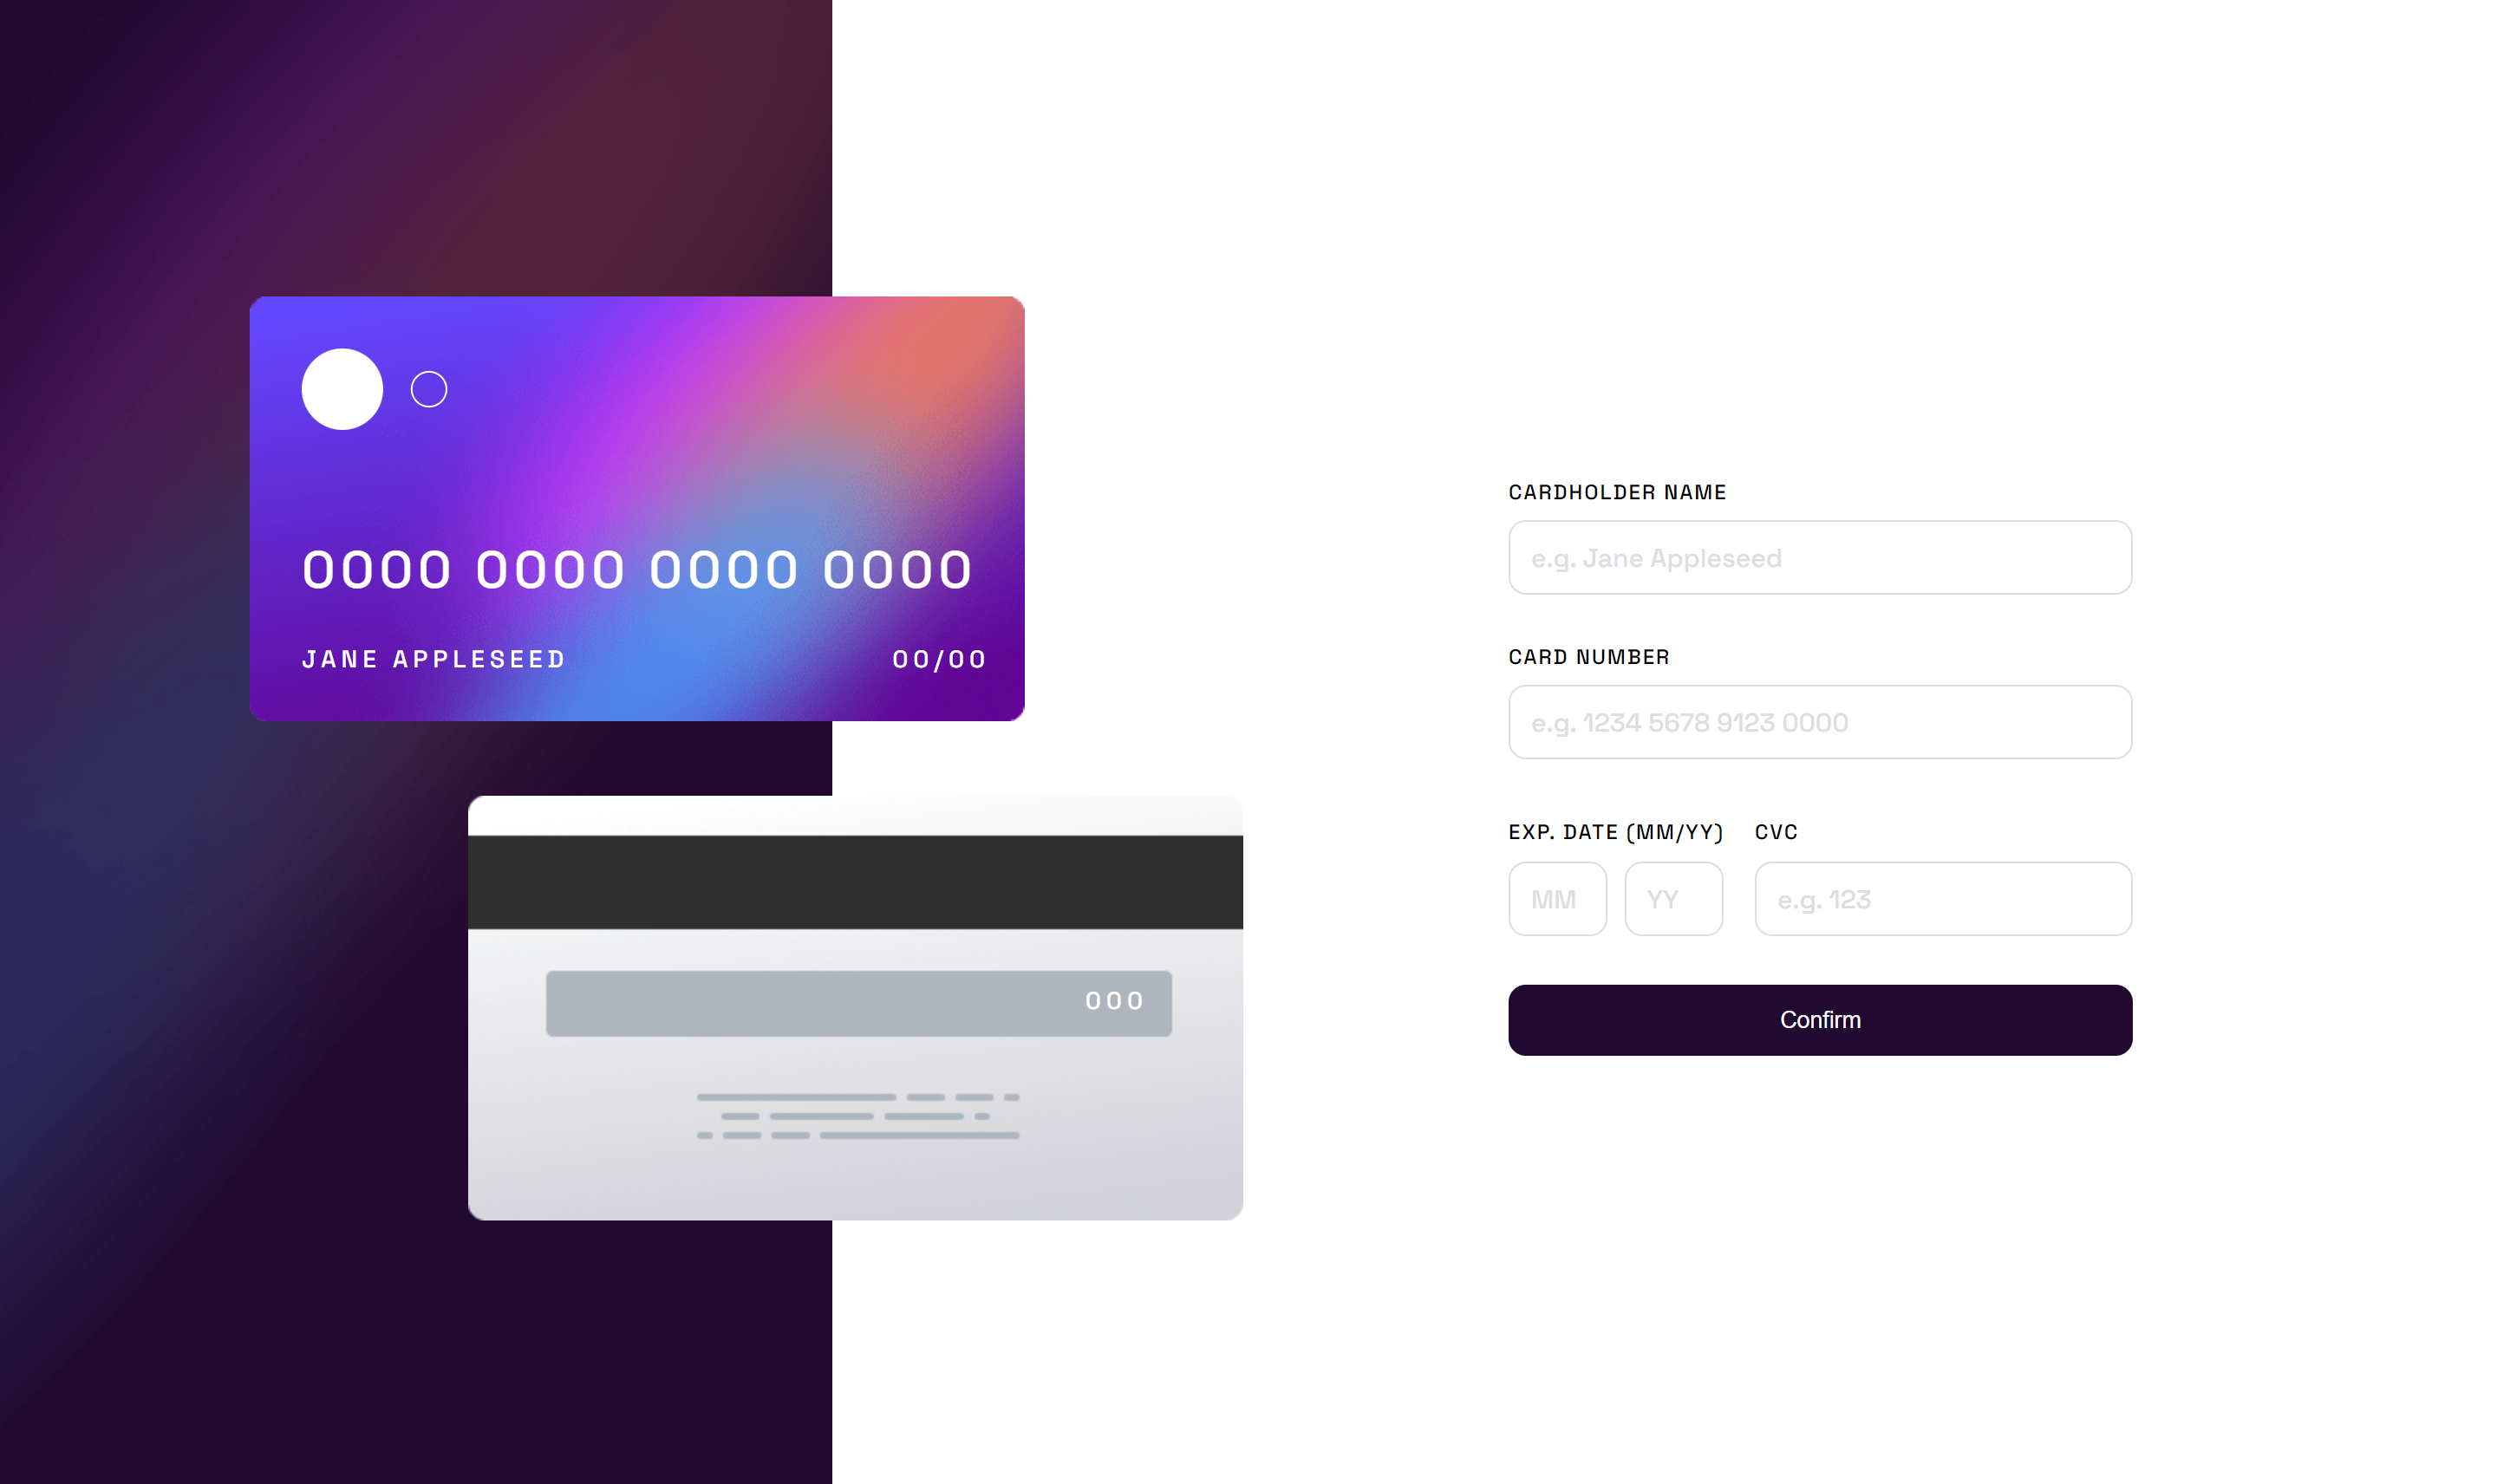 0000 0000 0000 0000
JANE APPLESEED 00/00
000
CARDHOLDER NAME
e.g. Jane Appleseed
CARD NUMBER
e.g. 1234 5678 9123 0000
EXP. DATE (MM/YY) CVC
MM YY e.g. 123
Confirm